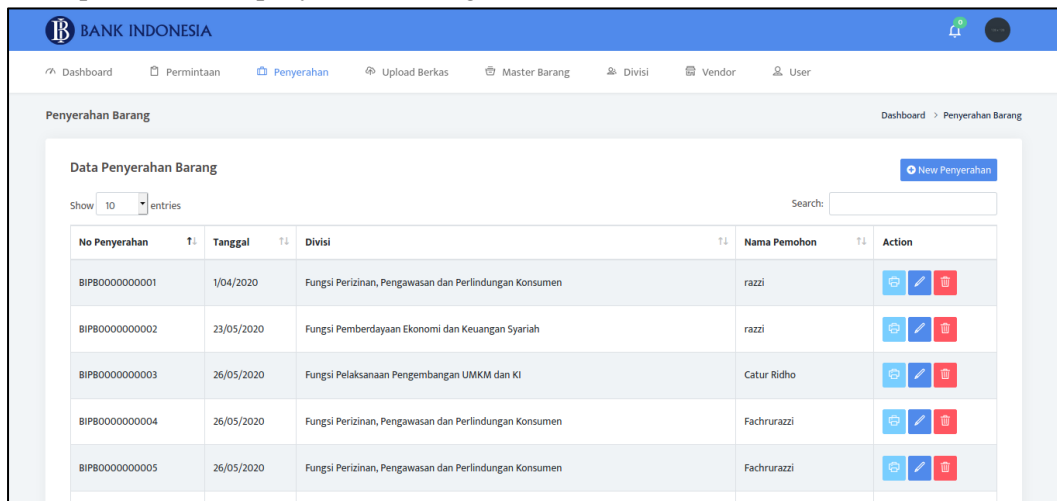 BANK INDONESIA
0
Dashboard Permintaan Penyerahan Upload Berkas Master Barang Divisi Vendor User
Penyerahan Barang
Dashboard > Penyerahan Barang
Data Penyerahan Barang
New Penyerahan
Show 10 entries
Search:
No Penyerahan Tanggal Divisi Nama Pemohon Action
BIPB0000000001 1/04/2020 Fungsi Perizinan, Pengawasan dan Perlindungan Konsumen razzi
BIPB0000000002 23/05/2020 Fungsi Pemberdayaan Ekonomi dan Keuangan Syariah razzi
BIPB0000000003 26/05/2020 Fungsi Pelaksanaan Pengembangan UMKM dan KI Catur Ridho
BIPB0000000004 26/05/2020 Fungsi Perizinan, Pengawasan dan Perlindungan Konsumen Fachrurazzi
BIPB0000000005 26/05/2020 Fungsi Perizinan, Pengawasan dan Perlindungan Konsumen Fachrurazzi